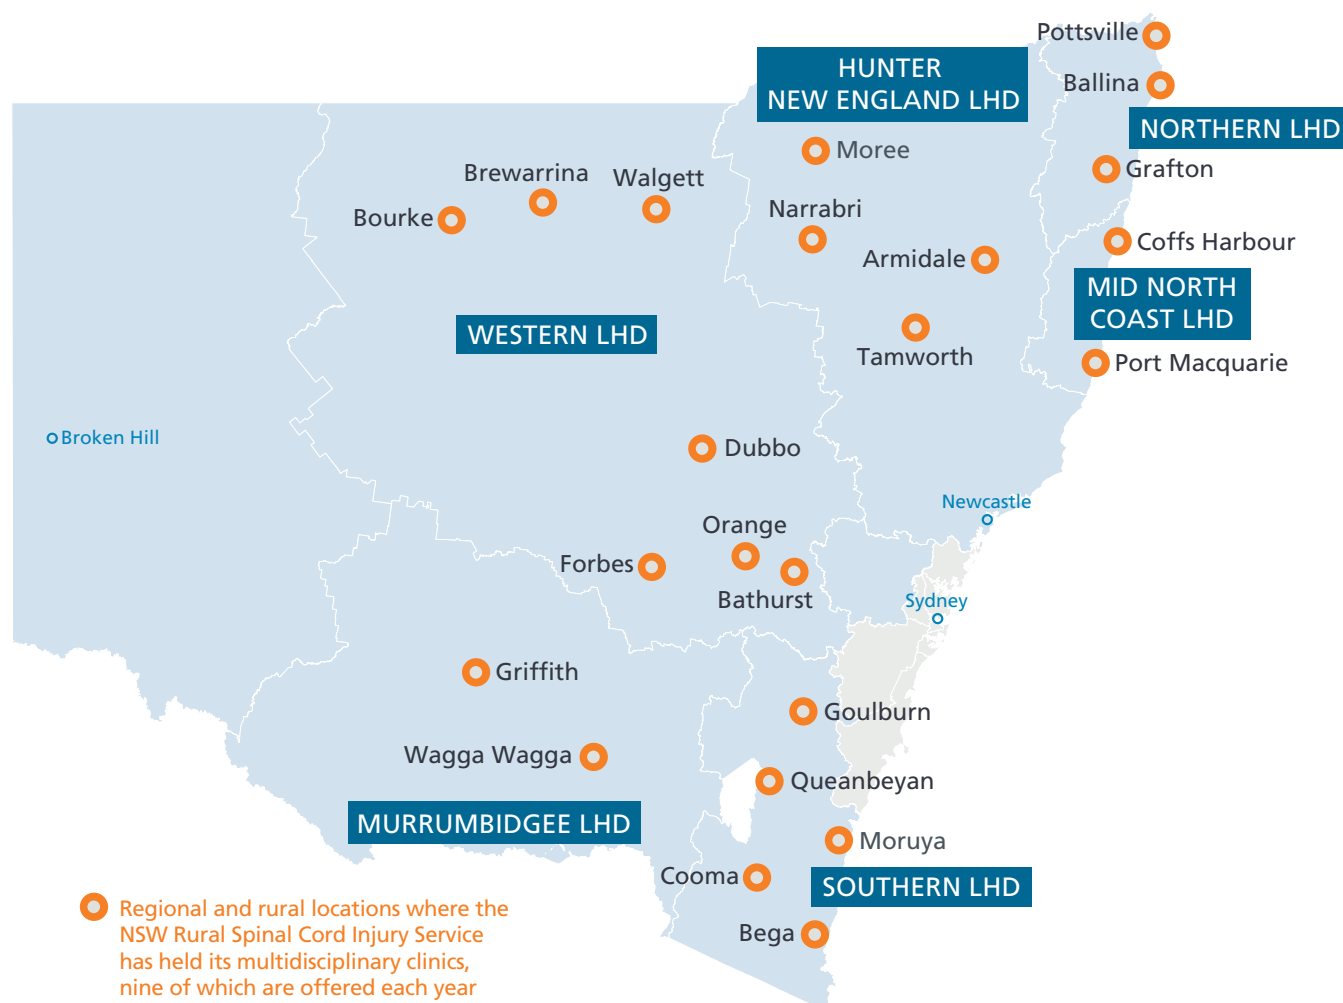 Pottsville
HUNTER
NEW ENGLAND LHD
Ballina
NORTHERN LHD
Moree
Grafton
Brewarrina
Walgett
Bourke
Narrabri
Coffs Harbour
Armidale
MID NORTH
COAST LHD
WESTERN LHD
Tamworth
Port Macquarie
Broken Hill
Dubbo
Newcastle
Orange
Forbes
Bathurst
Sydney
Griffith
Goulburn
Wagga Wagga
Queanbeyan
MURRUMBIDGEE LHD
Moruya
Cooma
SOUTHERN LHD
Bega
Regional and rural locations where the
NSW Rural Spinal Cord Injury Service
has held its multidisciplinary clinics,
nine of which are offered each year